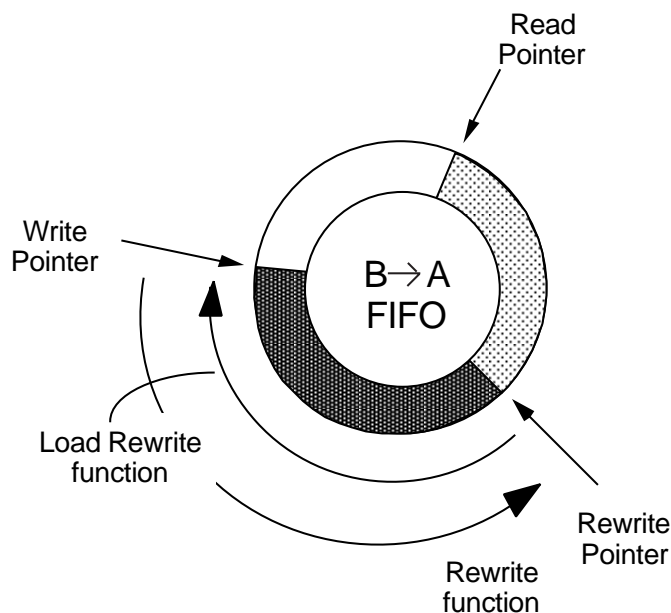 Read
Pointer
Write
Pointer
B→A
FIFO
Load Rewrite
function
Rewrite
Pointer
Rewrite
function